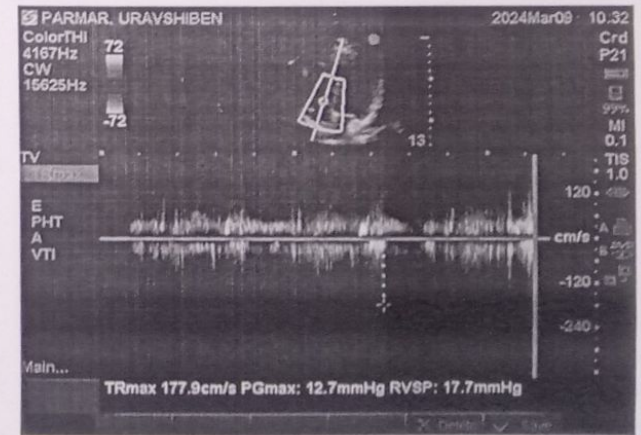 PARMAR, URAVSHIBEN
2024Mar09 10.32
ColorTHI
4167Hz
CW
15625Hz
72
-72
Crd
P21
99%
MI
0.1
TIS
1.0
13
TV
E
PHT
A
VTI
120
cm/s
-120
-240
A
B
Main...
TRmax 177.9cm/s PGmax: 12.7mmHg RVSP: 17.7mmHg
Delete
Save